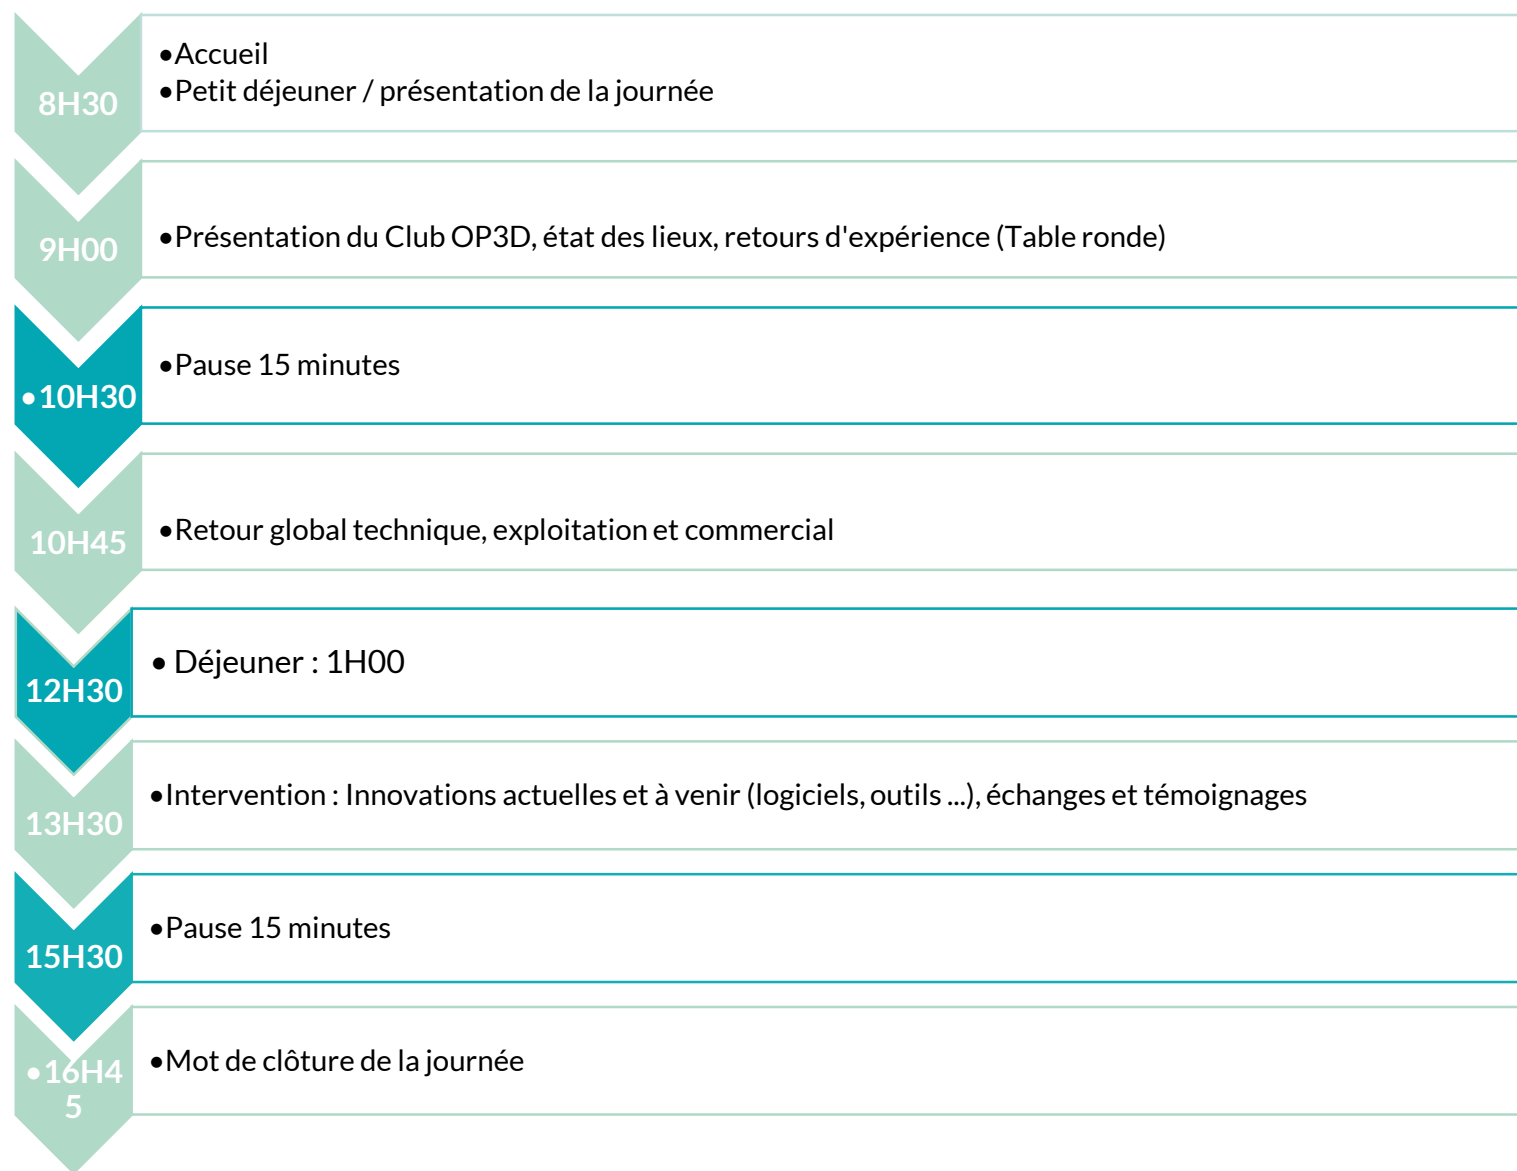 8H30
•Accueil
•Petit déjeuner / présentation de la journée
9H00
•Présentation du Club OP3D, état des lieux, retours d'expérience (Table ronde)
•10H30
•Pause 15 minutes
10H45
•Retour global technique, exploitation et commercial
12H30
• Déjeuner : 1H00
13H30
•Intervention : Innovations actuelles et à venir (logiciels, outils ...), échanges et témoignages
15H30
•Pause 15 minutes
•16H4
5
•Mot de clôture de la journée